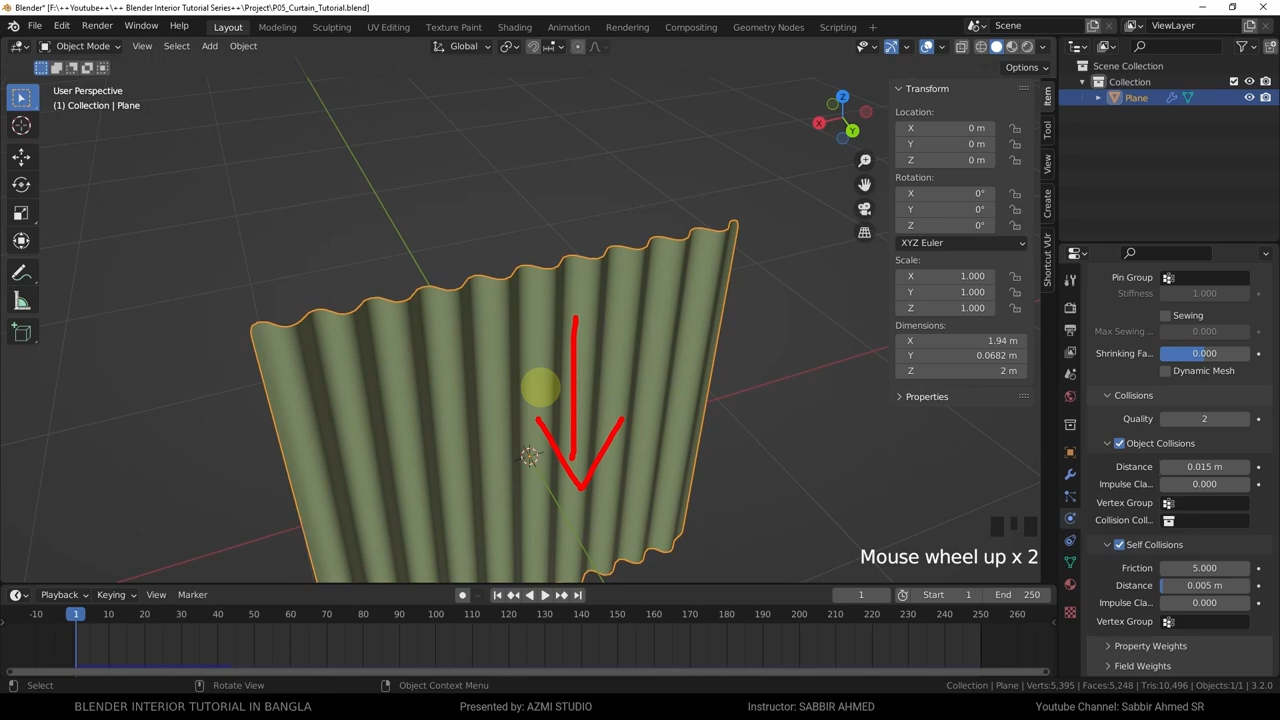 Blender* [F:\++Youtube++\++ Blender Interior Tutorial Series++\Project\P05_Curtain_Tutorial.blend]
File Edit Render Window Help Layout Modeling Sculpting UV Editing Texture Paint Shading Animation Rendering Compositing Geometry Nodes Scripting Scene ViewLayer
Object Mode View Select Add Object Global
Options
User Perspective
(1) Collection | Plane
Z
X
Y
Transform
Location:
X 0 m
Y 0 m
Z 0 m
Rotation:
X 0°
Y 0°
Z 0°
XYZ Euler
Scale:
X 1.000
Y 1.000
Z 1.000
Dimensions:
X 1.94 m
Y 0.0682 m
Z 2 m
Properties
Item
Tool
View
Create
Shortcut VUr
Scene Collection
Collection
Plane
Pin Group
Stiffness 1.000
Sewing
Max Sewing ... 0.000
Shrinking Fa... 0.000
Dynamic Mesh
Collisions
Quality 2
Object Collisions
Distance 0.015 m
Impulse Cla... 0.000
Vertex Group
Collision Coll...
Self Collisions
Friction 5.000
Distance 0.005 m
Impulse Cla... 0.000
Vertex Group
Property Weights
Field Weights
Mouse wheel up x 2
Playback Keying View Marker 1 Start 1 End 250
-10 1 10 20 30 40 50 60 70 80 90 100 110 120 130 140 150 160 170 180 190 200 210 220 230 240 250 260
Select Rotate View Object Context Menu Collection | Plane | Verts:5,395 | Faces:5,248 | Tris:10,496 | Objects:1/1 | 3.2.0
BLENDER INTERIOR TUTORIAL IN BANGLA Presented by: AZMI STUDIO Instructor: SABBIR AHMED Youtube Channel: Sabbir Ahmed SR